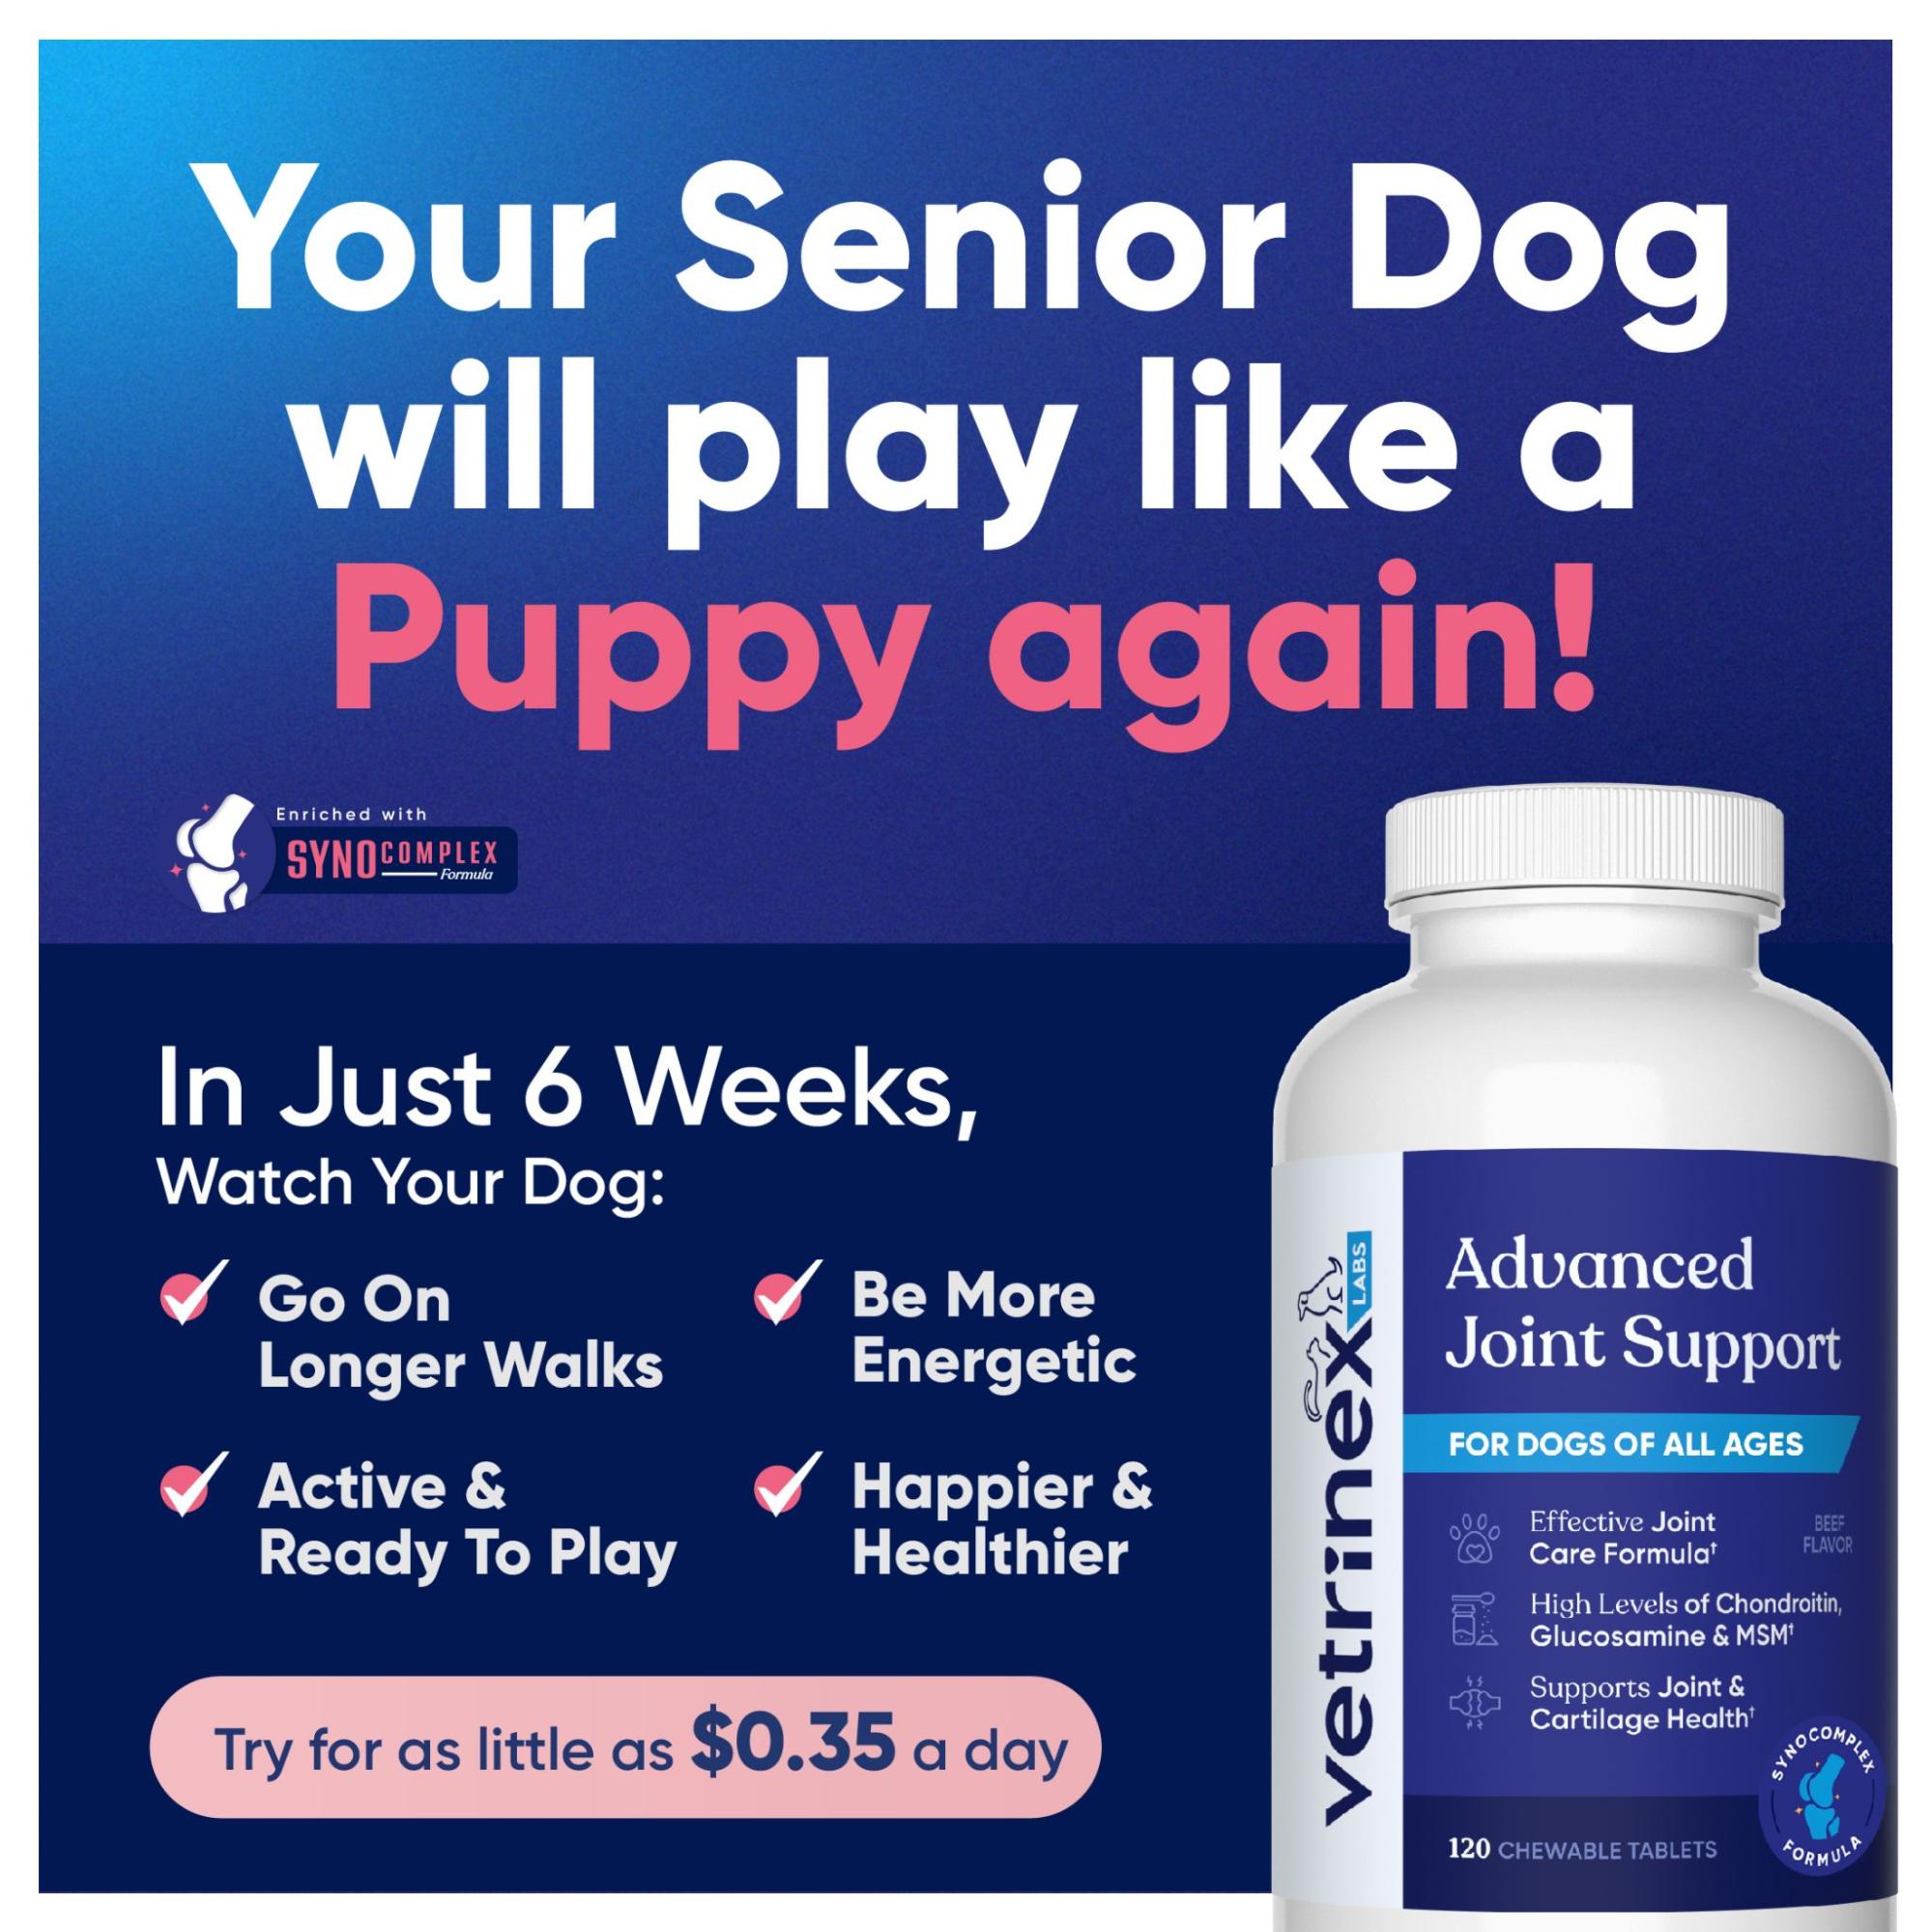 Your Senior Dog
will play like a
Puppy again!
Enriched with
SYNOCOMPLEX
Formula
In Just 6 Weeks,
Watch Your Dog:
Go On
Longer Walks
Be More
Energetic
Active &
Ready To Play
Happier &
Healthier
Try for as little as $0.35 a day
vetrinex LABS
Advanced
Joint Support
FOR DOGS OF ALL AGES
Effective Joint
Care Formula†
BEEF
FLAVOR
High Levels of Chondroitin,
Glucosamine & MSM†
Supports Joint &
Cartilage Health†
SYNOCOMPLEX
FORMULA
120 CHEWABLE TABLETS